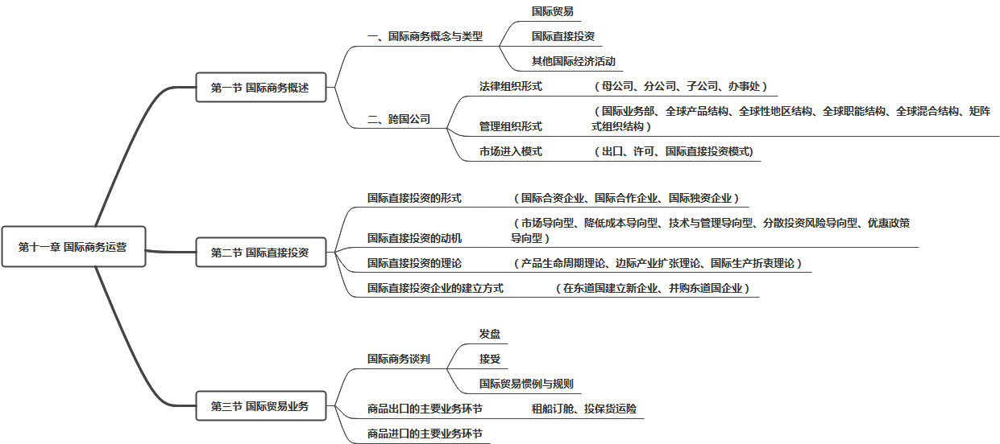 第十一章 国际商务运营
第一节 国际商务概述
一、国际商务概念与类型
国际贸易
国际直接投资
其他国际经济活动
二、跨国公司
法律组织形式
（母公司、分公司、子公司、办事处）
管理组织形式
（国际业务部、全球产品结构、全球性地区结构、全球职能结构、全球混合结构、矩阵
式组织结构）
市场进入模式
（出口、许可、国际直接投资模式)
第二节 国际直接投资
国际直接投资的形式
（国际合资企业、国际合作企业、国际独资企业）
国际直接投资的动机
（市场导向型、降低成本导向型、技术与管理导向型、分散投资风险导向型、优惠政策
导向型）
国际直接投资的理论
（产品生命周期理论、边际产业扩张理论、国际生产折衷理论）
国际直接投资企业的建立方式
（在东道国建立新企业、并购东道国企业）
第三节 国际贸易业务
国际商务谈判
发盘
接受
国际贸易惯例与规则
商品出口的主要业务环节
租船订舱、投保货运险
商品进口的主要业务环节